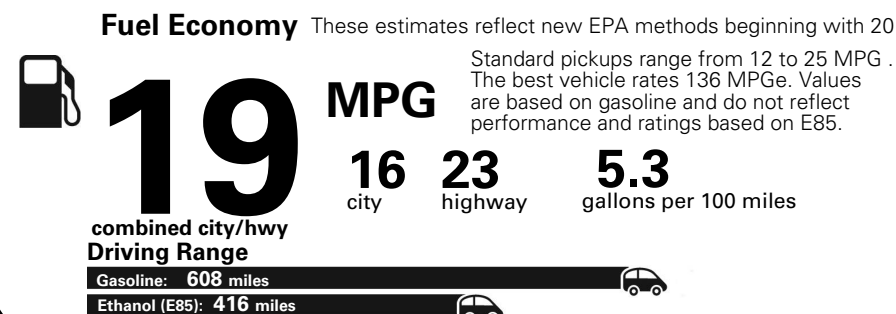 Fuel Economy These estimates reflect new EPA methods beginning with 20
Standard pickups range from 12 to 25 MPG .
The best vehicle rates 136 MPGe. Values
are based on gasoline and do not reflect
performance and ratings based on E85.
19 MPG
16 23 5.3
city highway gallons per 100 miles
combined city/hwy
Driving Range
Gasoline: 608 miles
Ethanol (E85): 416 miles